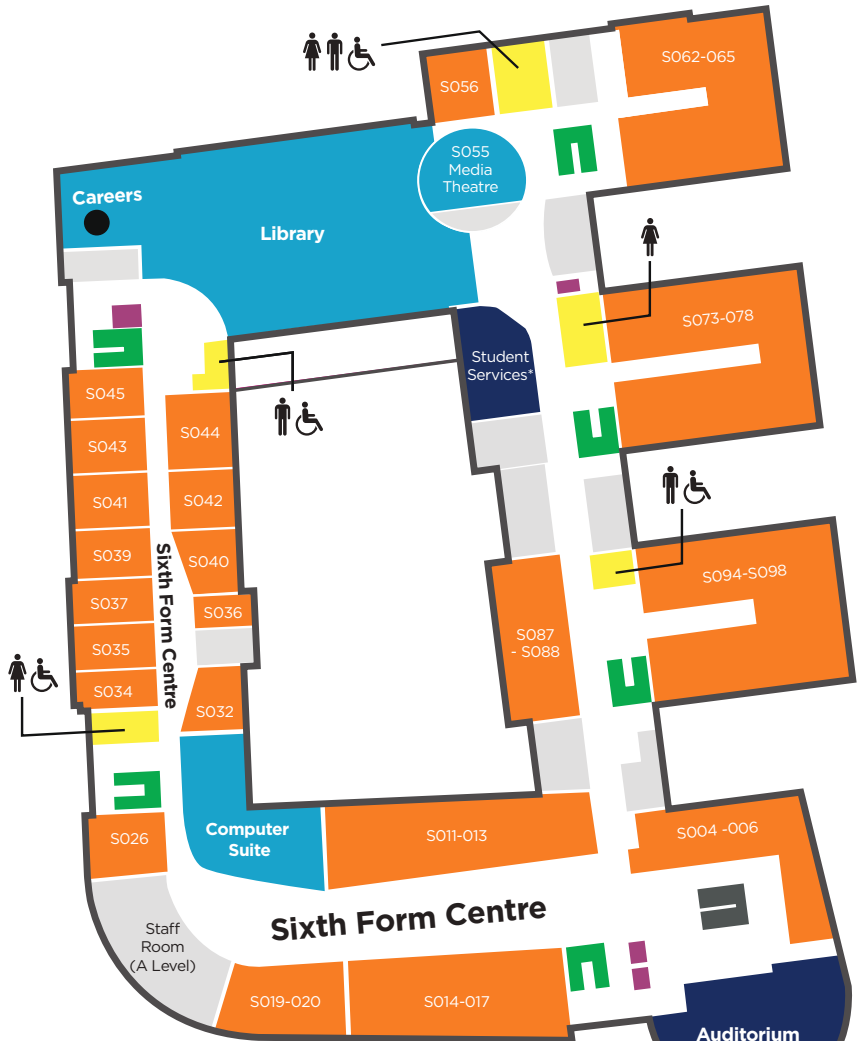 S062-065
S056
S055
Media
Theatre
Careers
Library
S073-078
Student
Services*
S045
S044
S043
S042
S041
S040
S039
S094-S098
S037
S036
S035
S087
- S088
Sixth Form Centre
S034
S032
Computer
Suite
S026
S011-013
S004 -006
Sixth Form Centre
Staff
Room
(A Level)
S019-020
S014-017
Auditorium